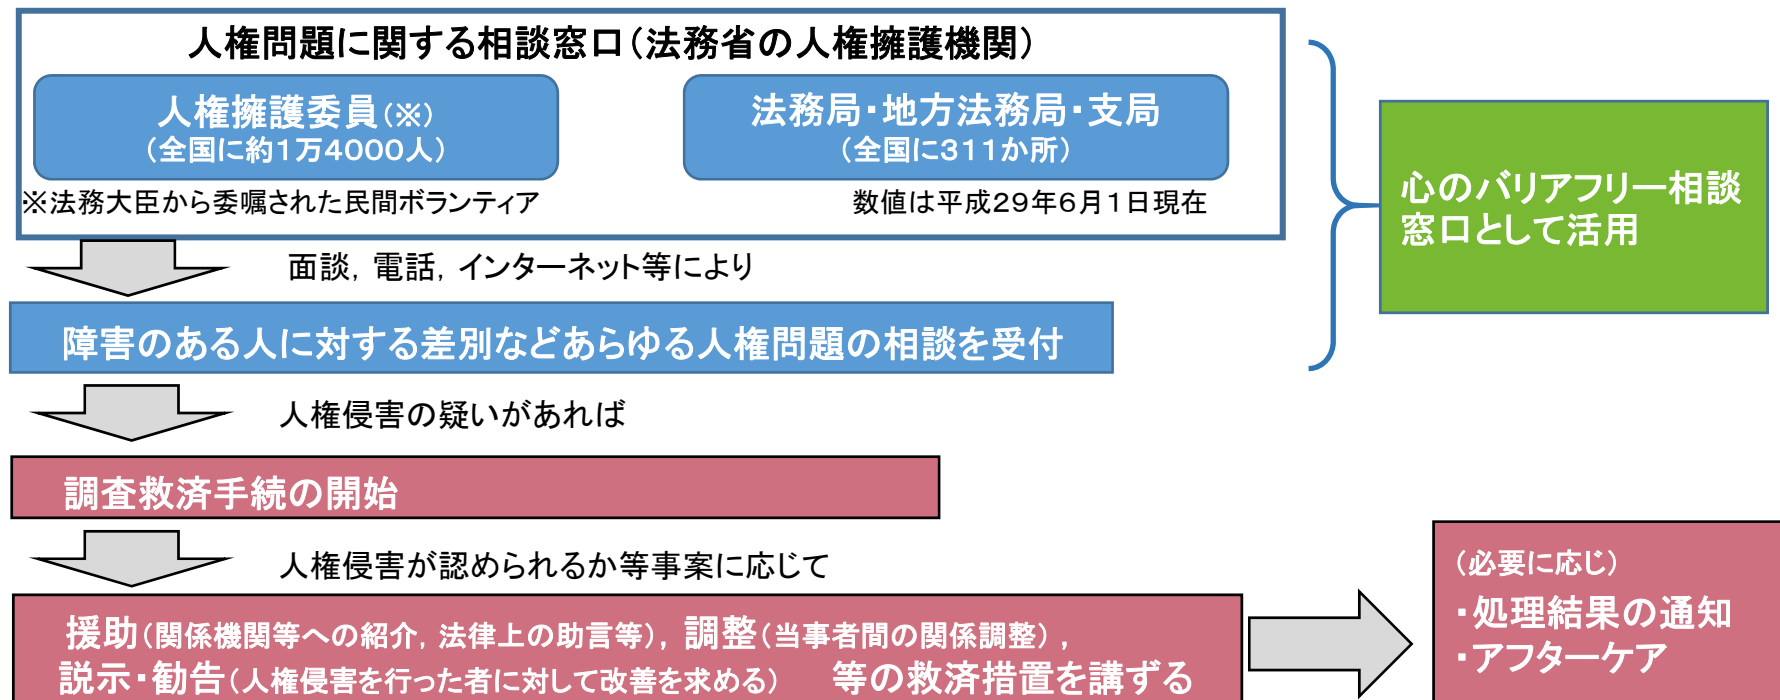 人権問題に関する相談窓口(法務省の人権擁護機関)
人権擁護委員(※)
(全国に約1万4000人)
法務局・地方法務局・支局
(全国に311か所)
※法務大臣から委嘱された民間ボランティア
数値は平成29年6月1日現在
心のバリアフリー相談
窓口として活用
面談, 電話, インターネット等により
障害のある人に対する差別などあらゆる人権問題の相談を受付
人権侵害の疑いがあれば
調査救済手続の開始
人権侵害が認められるか等事案に応じて
援助(関係機関等への紹介, 法律上の助言等), 調整(当事者間の関係調整),
説示・勧告(人権侵害を行った者に対して改善を求める) 等の救済措置を講ずる
(必要に応じ)
・処理結果の通知
・アフターケア